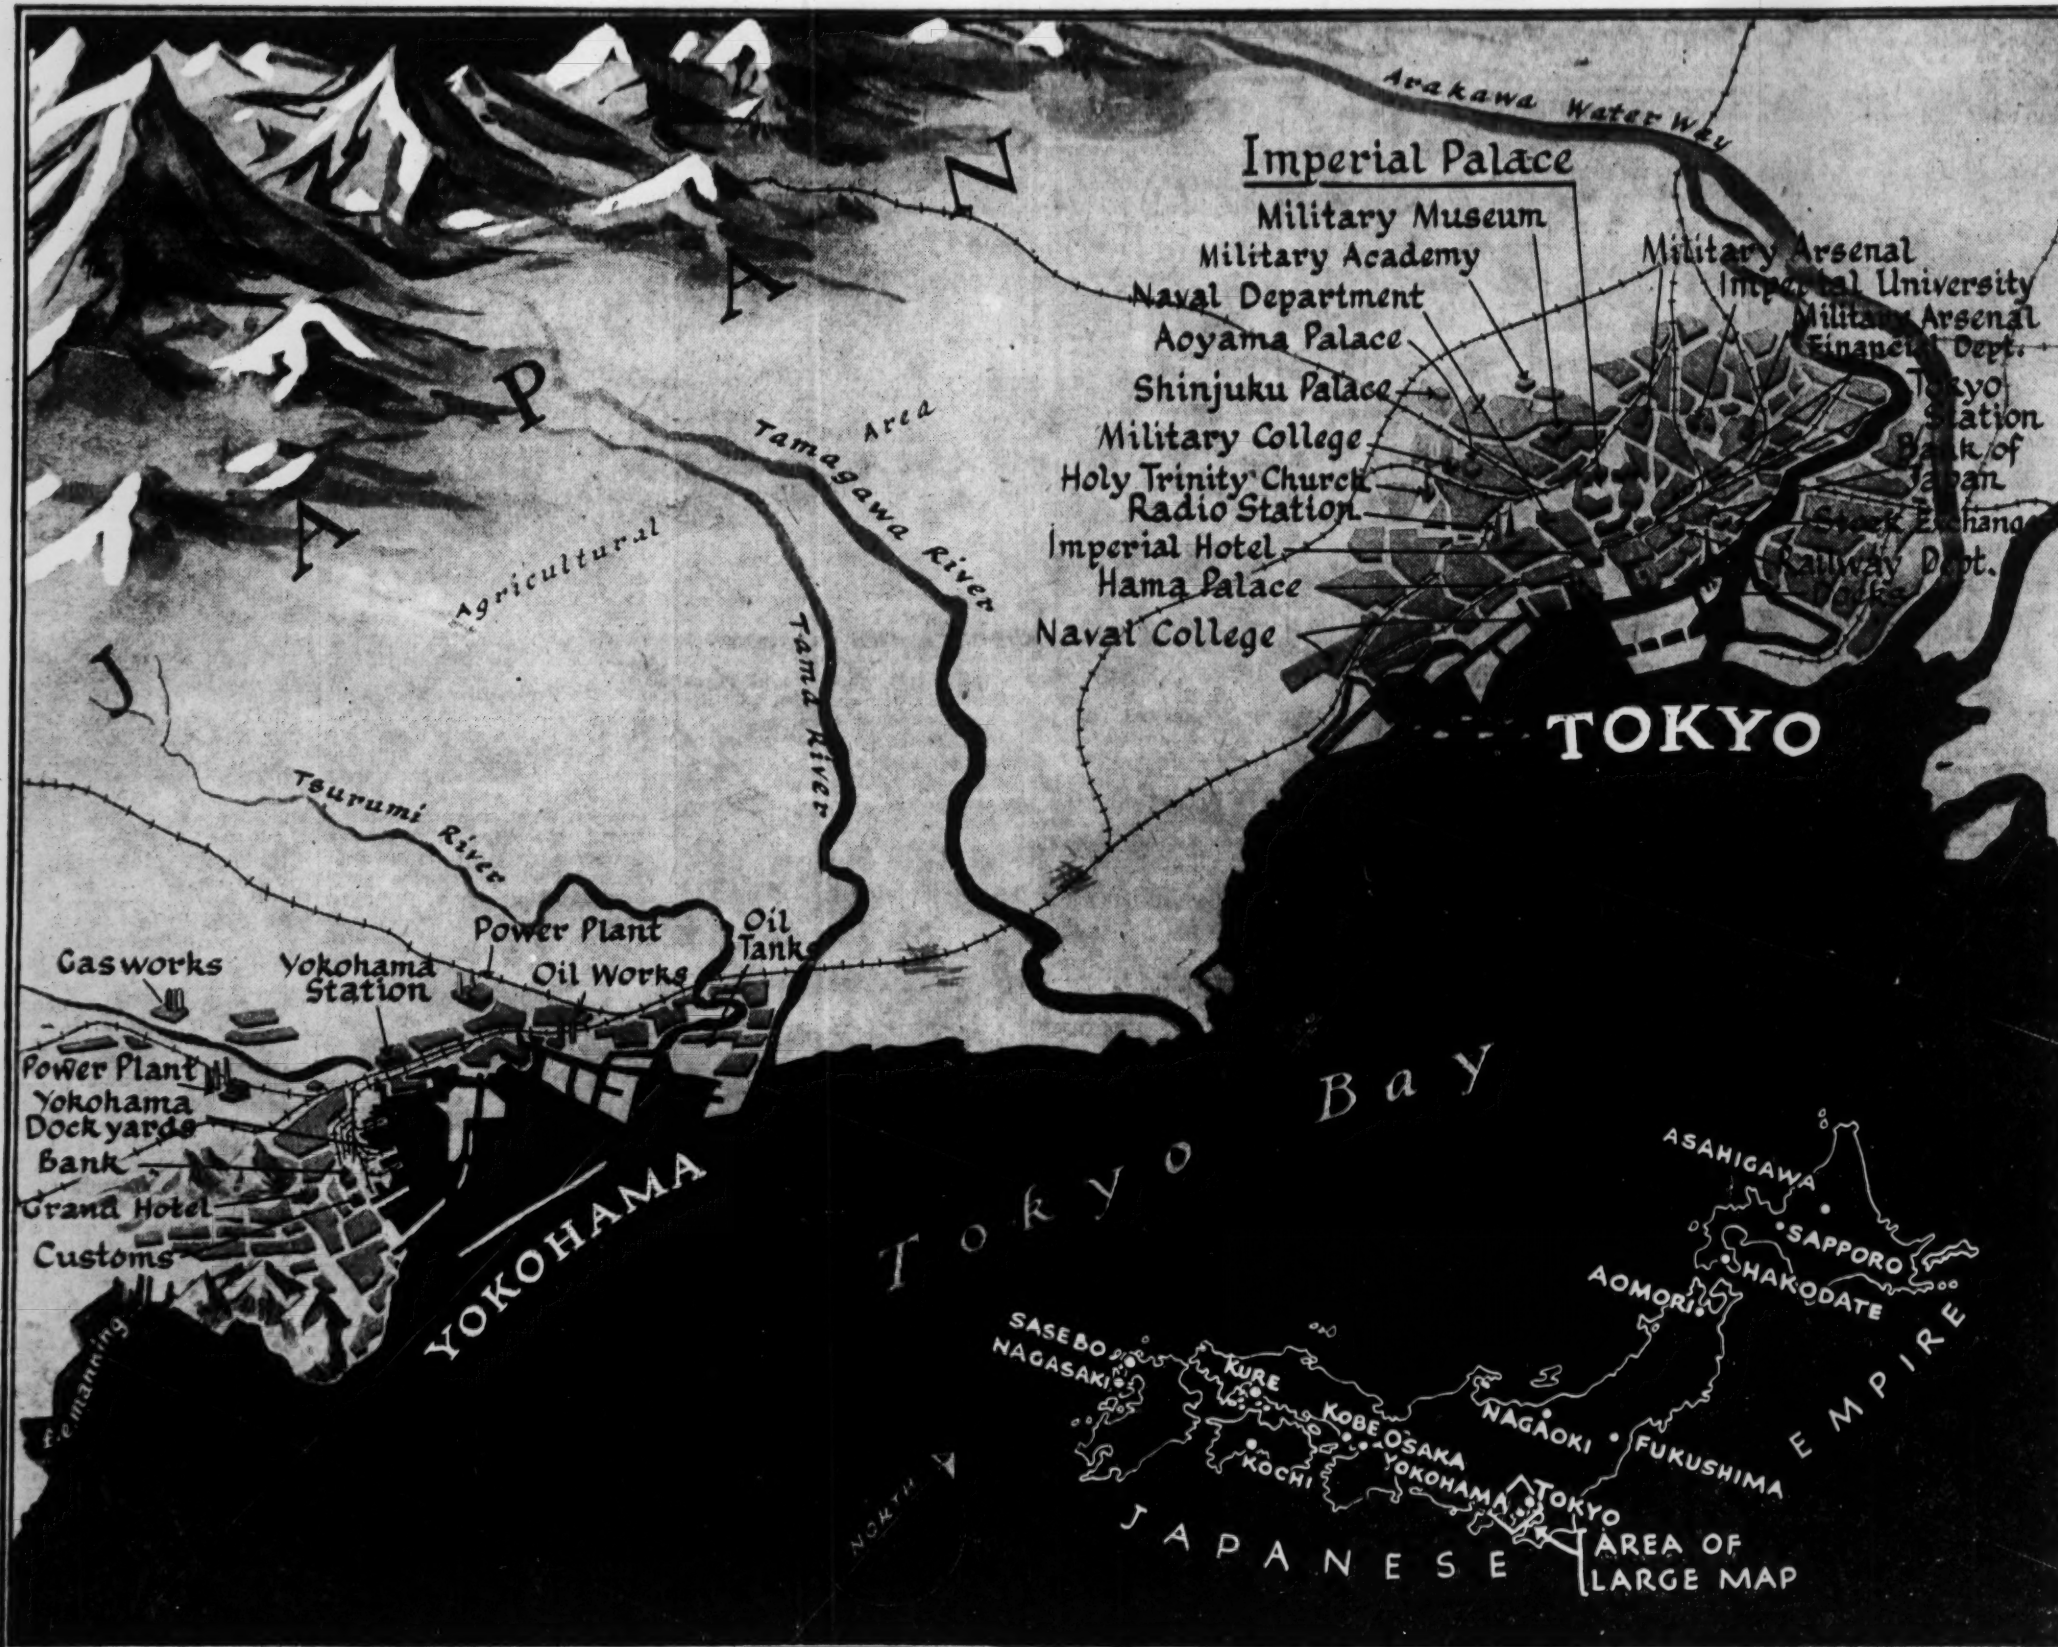 Arakawa Water Way
Imperial Palace
Military Museum
Military Academy
Naval Department
Aoyama Palace
Shinjuku Palace
Military College
Holy Trinity Church
Radio Station
Imperial Hotel
Hama Palace
Naval College
Military Arsenal
Imperial University
Military Arsenal
Financial Dept.
Tokyo
Station
Bank of
Japan
Stock Exchange
Railway Dept.
Docks
TOKYO
JAPAN
Agricultural Area
Tamagawa River
Tama River
Tsurumi River
Power Plant
Oil
Tanks
Gasworks
Yokohama
Station
Oil Works
Power Plant
Yokohama
Dockyards
Bank
Grand Hotel
Customs
f.e.manning
YOKOHAMA
Tokyo Bay
NORTH
ASAHIGAWA
SAPPORO
HAKODATE
AOMORI
SASEBO
NAGASAKI
KURE
KOBE
OSAKA
KOCHI
YOKOHAMA
NAGAOKI
FUKUSHIMA
TOKYO
AREA OF
LARGE MAP
JAPANESE EMPIRE